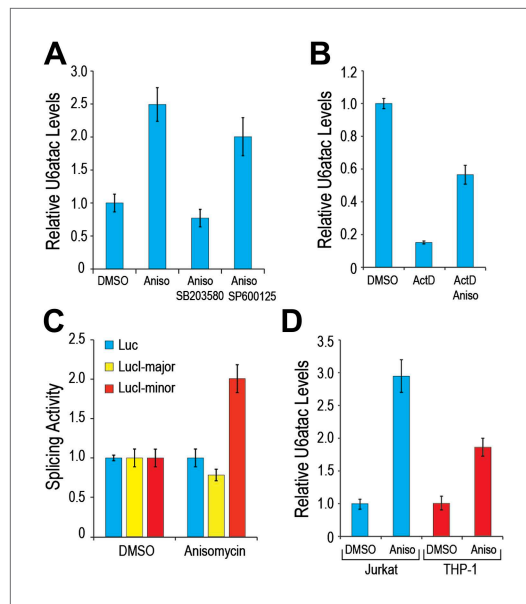 A
Relative U6atac Levels
3.0
2.5
2.0
1.5
1.0
0.5
0
DMSO
Aniso
Aniso
SB203580
Aniso
SP600125
B
Relative U6atac Levels
1.2
1.0
0.8
0.6
0.4
0.2
0
DMSO
ActD
ActD
Aniso
C
Splicing Activity
2.5
2.0
1.5
1.0
0.5
0
Luc
LucI-major
LucI-minor
DMSO
Anisomycin
D
Relative U6atac Levels
3.5
3.0
2.5
2.0
1.5
1.0
0.5
0
DMSO
Aniso
DMSO
Aniso
Jurkat
THP-1